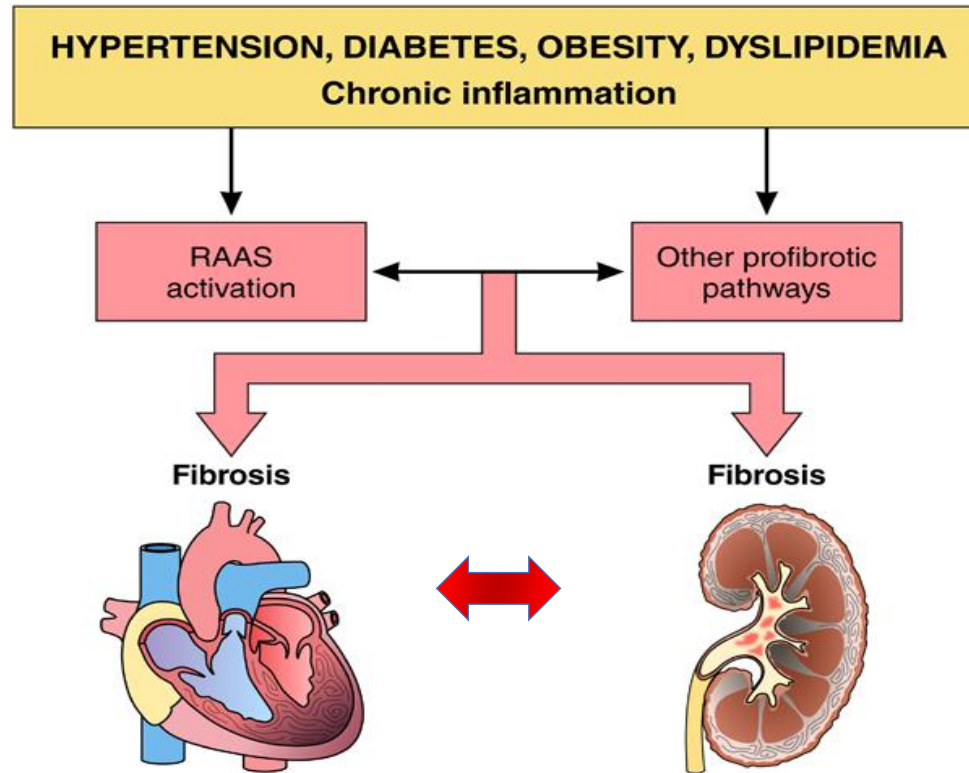 HYPERTENSION, DIABETES, OBESITY, DYSLIPIDEMIA
Chronic inflammation
RAAS
activation
Other profibrotic
pathways
Fibrosis
Fibrosis